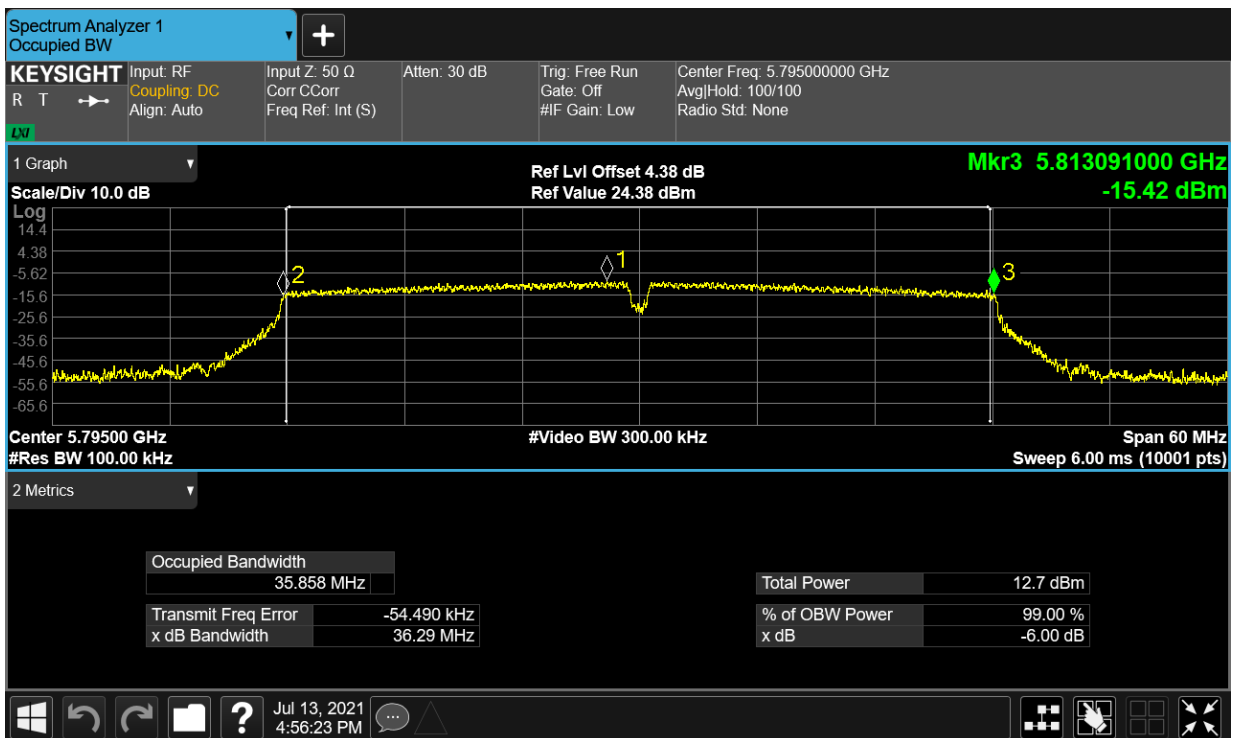 Spectrum Analyzer 1
Occupied BW
KEYSIGHT
R T
LXI
Input: RF
Coupling: DC
Align: Auto
Input Z: 50 Ω
Corr CCorr
Freq Ref: Int (S)
Atten: 30 dB
Trig: Free Run
Gate: Off
#IF Gain: Low
Center Freq: 5.795000000 GHz
Avg|Hold: 100/100
Radio Std: None
1 Graph
Scale/Div 10.0 dB
Ref Lvl Offset 4.38 dB
Ref Value 24.38 dBm
Mkr3 5.813091000 GHz
-15.42 dBm
Log
14.4
4.38
-5.62
-15.6
-25.6
-35.6
-45.6
-55.6
-65.6
2
1
3
Center 5.79500 GHz
#Video BW 300.00 kHz
Span 60 MHz
#Res BW 100.00 kHz
Sweep 6.00 ms (10001 pts)
2 Metrics
Occupied Bandwidth
35.858 MHz
Total Power 12.7 dBm
Transmit Freq Error -54.490 kHz
% of OBW Power 99.00 %
x dB Bandwidth 36.29 MHz
x dB -6.00 dB
?
Jul 13, 2021
4:56:23 PM